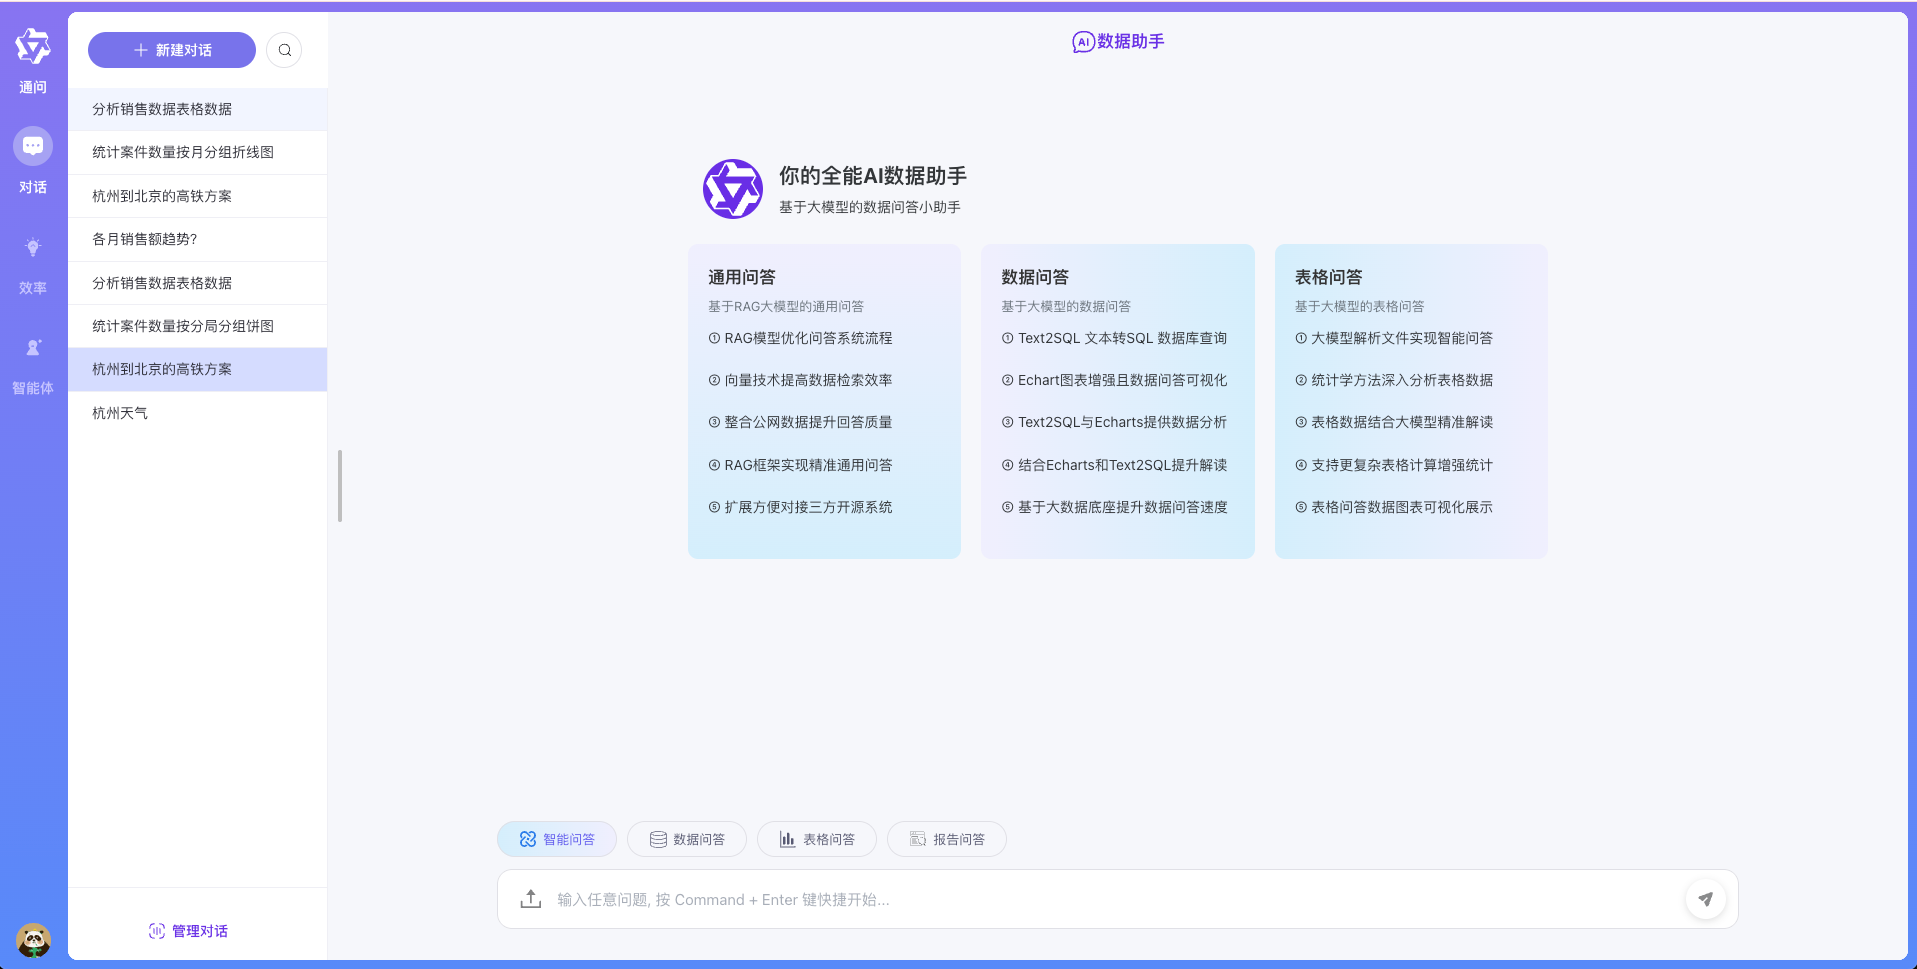 通问
对话
效率
智能体
新建对话
分析销售数据表格数据
统计案件数量按月分组折线图
杭州到北京的高铁方案
各月销售额趋势?
分析销售数据表格数据
统计案件数量按分局分组饼图
杭州到北京的高铁方案
杭州天气
管理对话
AI 数据助手
你的全能AI数据助手
基于大模型的数据问答小助手
通用问答
基于RAG大模型的通用问答
① RAG模型优化问答系统流程
② 向量技术提高数据检索效率
③ 整合公网数据提升回答质量
④ RAG框架实现精准通用问答
⑤ 扩展方便对接三方开源系统
数据问答
基于大模型的数据问答
① Text2SQL 文本转SQL 数据库查询
② Echart图表增强且数据问答可视化
③ Text2SQL与Echarts提供数据分析
④ 结合Echarts和Text2SQL提升解读
⑤ 基于大数据底座提升数据问答速度
表格问答
基于大模型的表格问答
① 大模型解析文件实现智能问答
② 统计学方法深入分析表格数据
③ 表格数据结合大模型精准解读
④ 支持更复杂表格计算增强统计
⑤ 表格问答数据图表可视化展示
智能问答
数据问答
表格问答
报告问答
输入任意问题, 按 Command + Enter 键快捷开始...